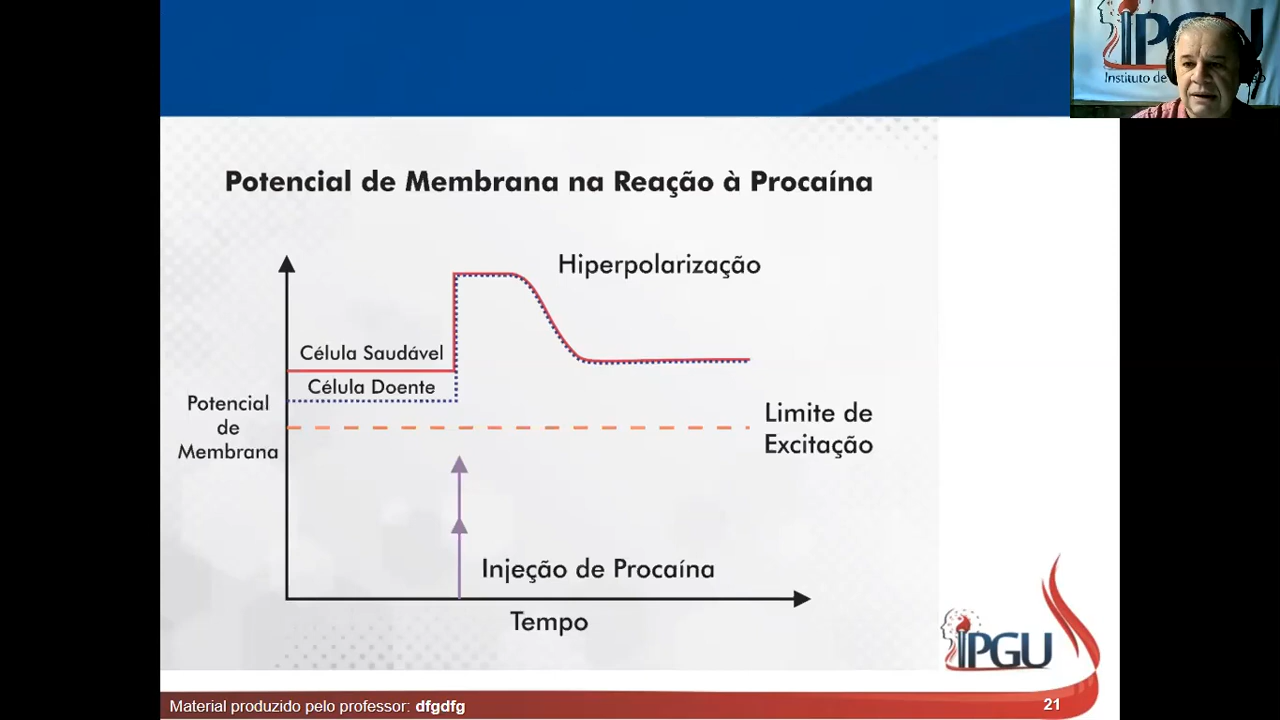 IPGU
Instituto de
Potencial de Membrana na Reação à Procaína
Hiperpolarização
Célula Saudável
Célula Doente
Potencial
de
Membrana
Limite de
Excitação
Injeção de Procaína
Tempo
IPGU
Material produzido pelo professor: dfgdfg
21